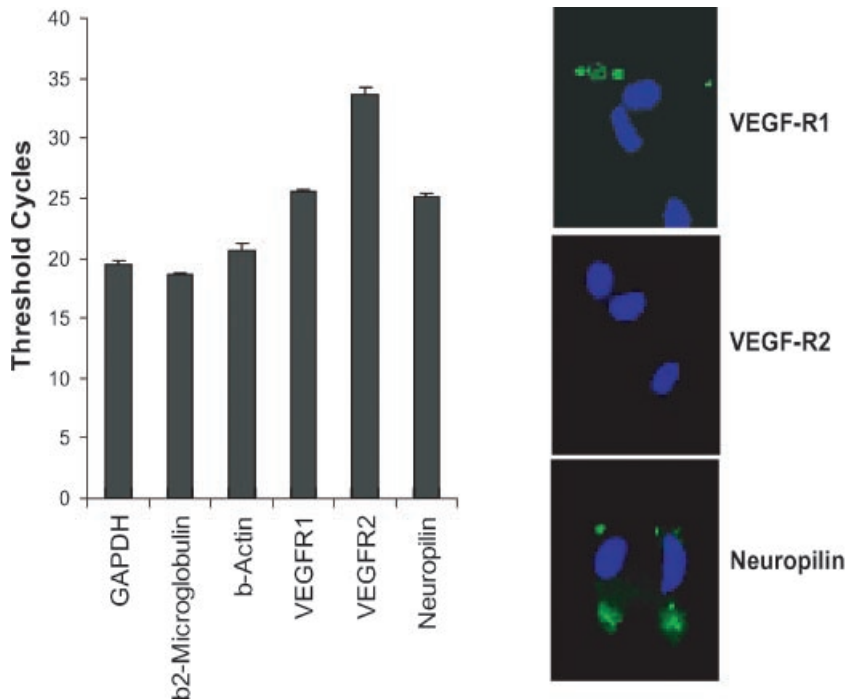 Threshold Cycles
40
35
30
25
20
15
10
5
0
GAPDH
b2-Microglobulin
b-Actin
VEGFR1
VEGFR2
Neuropilin
VEGF-R1
VEGF-R2
Neuropilin